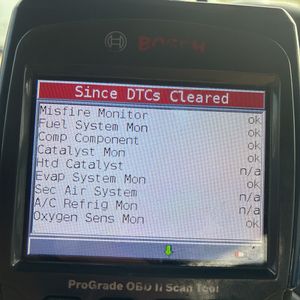 BOSCH
Since DTCs Cleared
Misfire Monitor ok
Fuel System Mon ok
Comp Component ok
Catalyst Mon ok
Htd Catalyst n/a
Evap System Mon ok
Sec Air System n/a
A/C Refrig Mon n/a
Oxygen Sens Mon ok
ProGrade OBD II Scan Tool